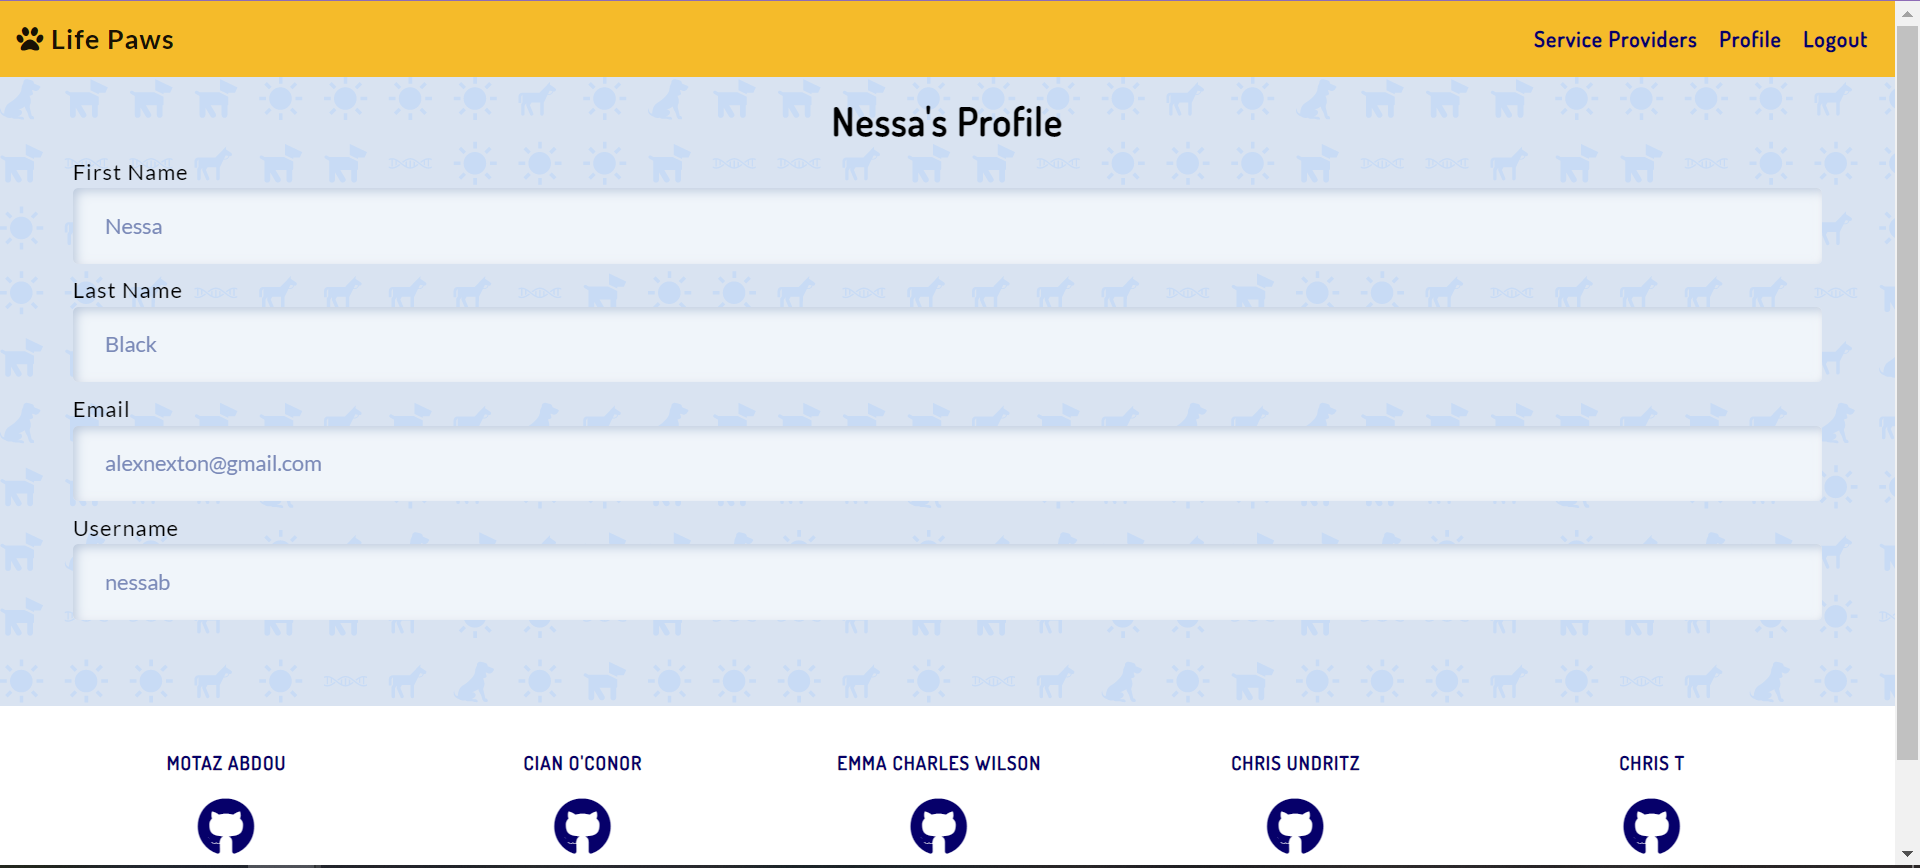 Life Paws
Service Providers Profile Logout
Nessa's Profile
First Name
Nessa
Last Name
Black
Email
alexnexton@gmail.com
Username
nessab
MOTAZ ABDOU
CIAN O'CONOR
EMMA CHARLES WILSON
CHRIS UNDRITZ
CHRIS T